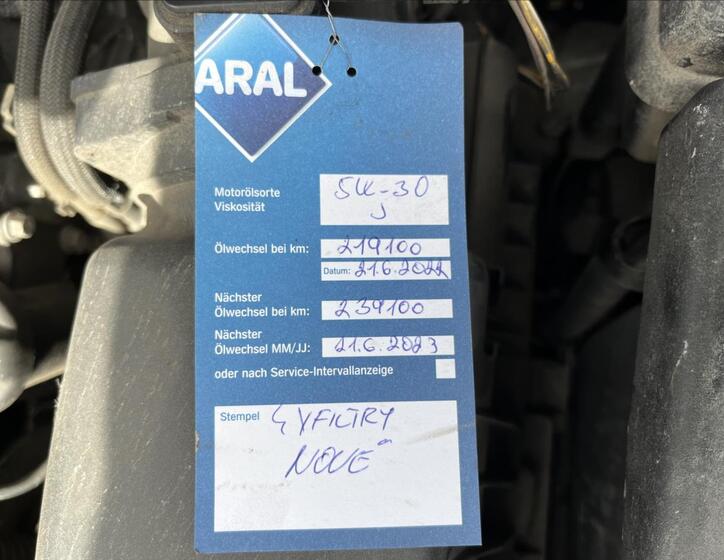 ARAL
Motorölsorte
Viskosität
5W-30
Ölwechsel bei km: 219100
Datum: 21.6.2022
Nächster
Ölwechsel bei km: 239100
Nächster
Ölwechsel MM/JJ: 21.6.2023
oder nach Service-Intervallanzeige
Stempel 4XFILTRY
NOVÉ